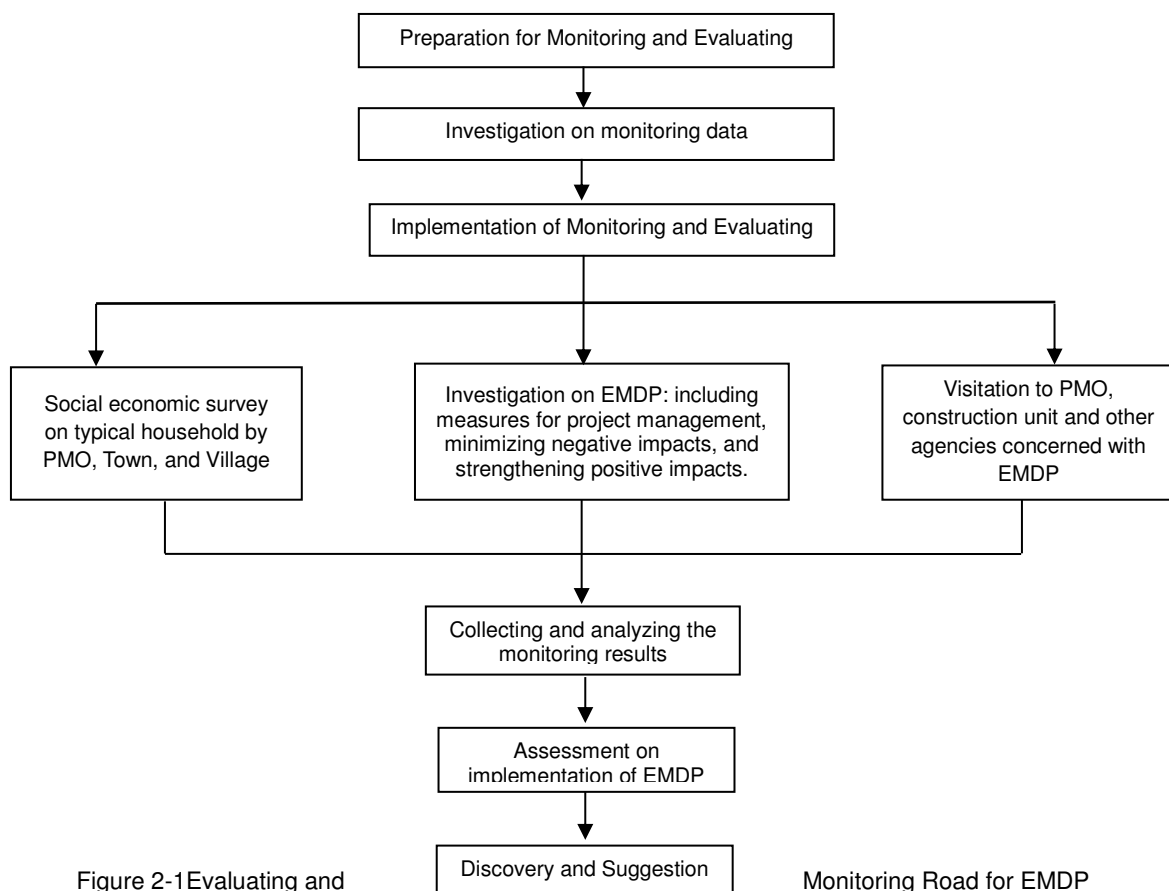 Preparation for Monitoring and Evaluating
Investigation on monitoring data
Implementation of Monitoring and Evaluating
Social economic survey
on typical household by
PMO, Town, and Village
Investigation on EMDP: including
measures for project management,
minimizing negative impacts, and
strengthening positive impacts.
Visitation to PMO,
construction unit and other
agencies concerned with
EMDP
Collecting and analyzing the
monitoring results
Assessment on
implementation of EMDP
Discovery and Suggestion
Figure 2-1Evaluating and Monitoring Road for EMDP